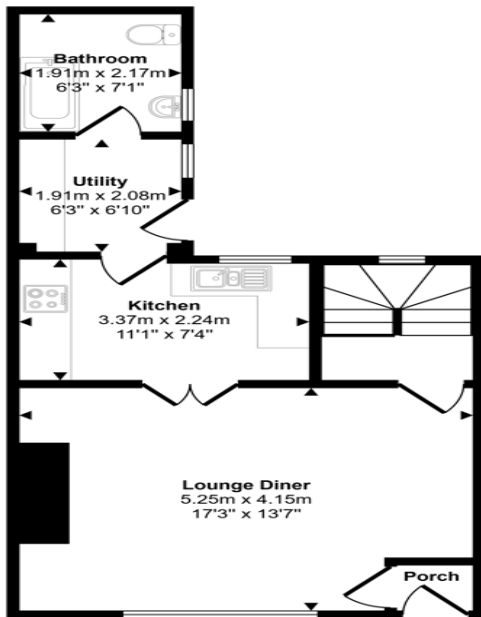 Bathroom
1.91m x 2.17m
6'3" x 7'1"
Utility
1.91m x 2.08m
6'3" x 6'10"
Kitchen
3.37m x 2.24m
11'1" x 7'4"
Lounge Diner
5.25m x 4.15m
17'3" x 13'7"
Porch